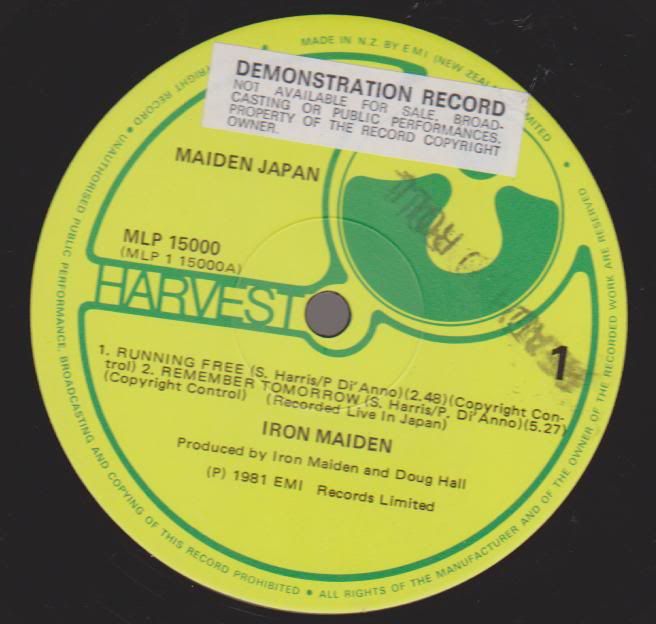 MADE IN N.Z. BY EMI (NEW ZEAL
MITED
DEMONSTRATION RECORD
NOT AVAILABLE FOR SALE, BROAD-
CASTING OR PUBLIC PERFORMANCES.
PROPERTY OF THE RECORD COPYRIGHT
OWNER.
MAIDEN JAPAN
MLP 15000
(MLP 1 15000A)
HARVEST
1
1. RUNNING FREE (S. Harris/P Di'Anno)(2.48)(Copyright Con-
trol) 2. REMEMBER TOMORROW (S. Harris/P. Di'Anno)(5.27)
(Copyright Control) (Recorded Live In Japan)
IRON MAIDEN
Produced by Iron Maiden and Doug Hall
(P) 1981 EMI Records Limited
ALL RIGHTS OF THE MANUFACTURER AND OF THE OWNER OF THE RECORDED WORK ARE RESERVED
YRIGHT RECORD • UNAUTHORISED PUBLIC PERFORMANCE, BROADCASTING AND COPYING OF THIS RECORD PROHIBITED •